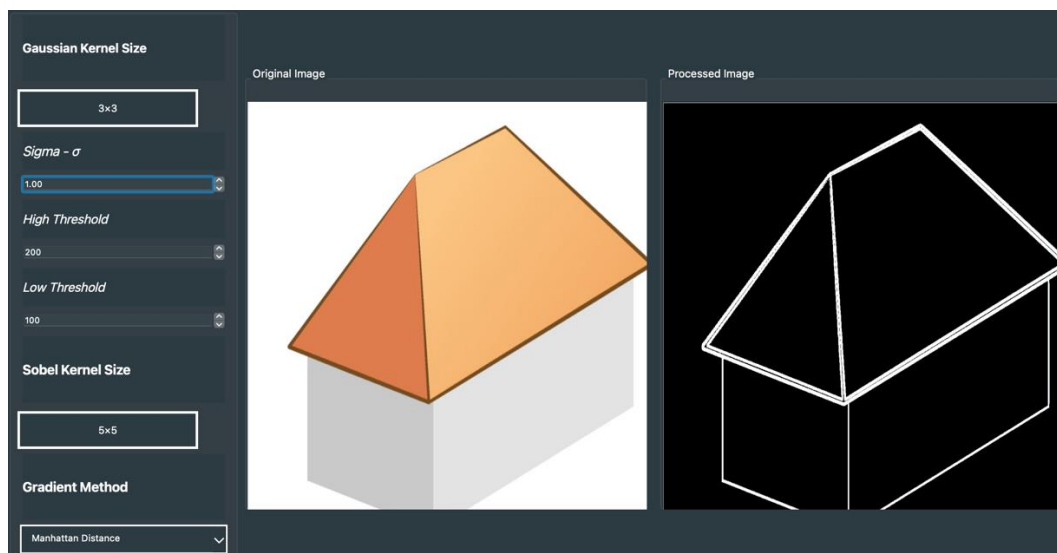 Gaussian Kernel Size
3×3
Sigma - σ
1.00
High Threshold
200
Low Threshold
100
Sobel Kernel Size
5×5
Gradient Method
Manhattan Distance
Original Image
Processed Image